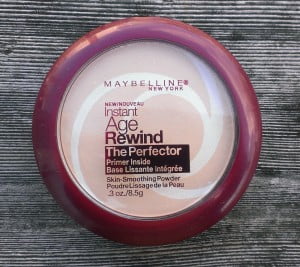 MAYBELLINE
NEW YORK
NEW/NOUVEAU
Instant
Age
Rewind
The Perfector
Primer Inside
Base Lissante Intégrée
Skin-Smoothing Powder
Poudre Lissage de la Peau
.3 oz./8.5g